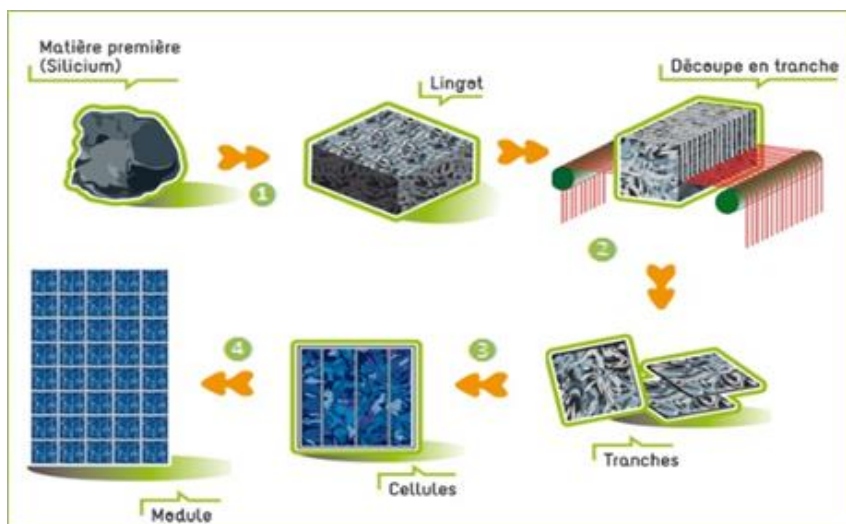 Matière première
(Silicium)
Lingot
Découpe en tranche
1
2
4
3
Tranches
Cellules
Module